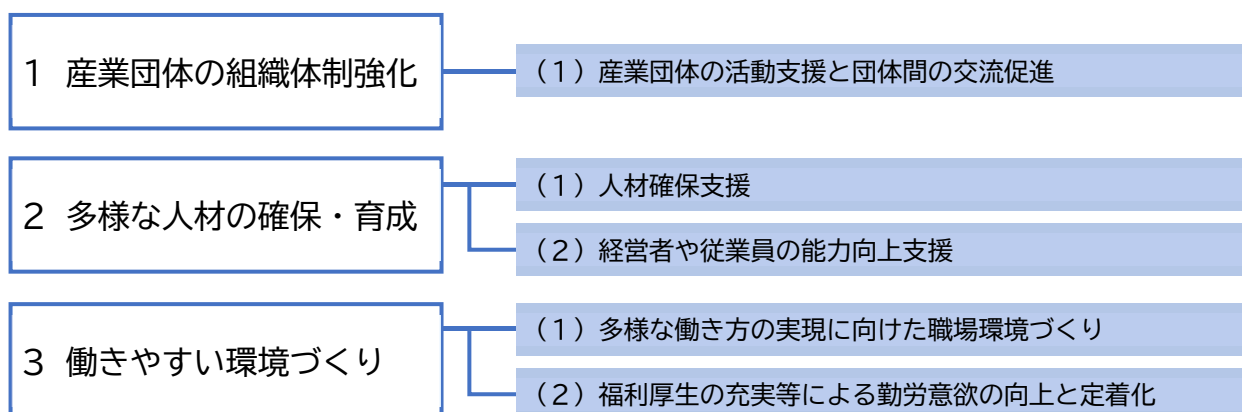 1 産業団体の組織体制強化
(1)産業団体の活動支援と団体間の交流促進
2 多様な人材の確保・育成
(1)人材確保支援
(2)経営者や従業員の能力向上支援
3 働きやすい環境づくり
(1)多様な働き方の実現に向けた職場環境づくり
(2)福利厚生の充実等による勤労意欲の向上と定着化